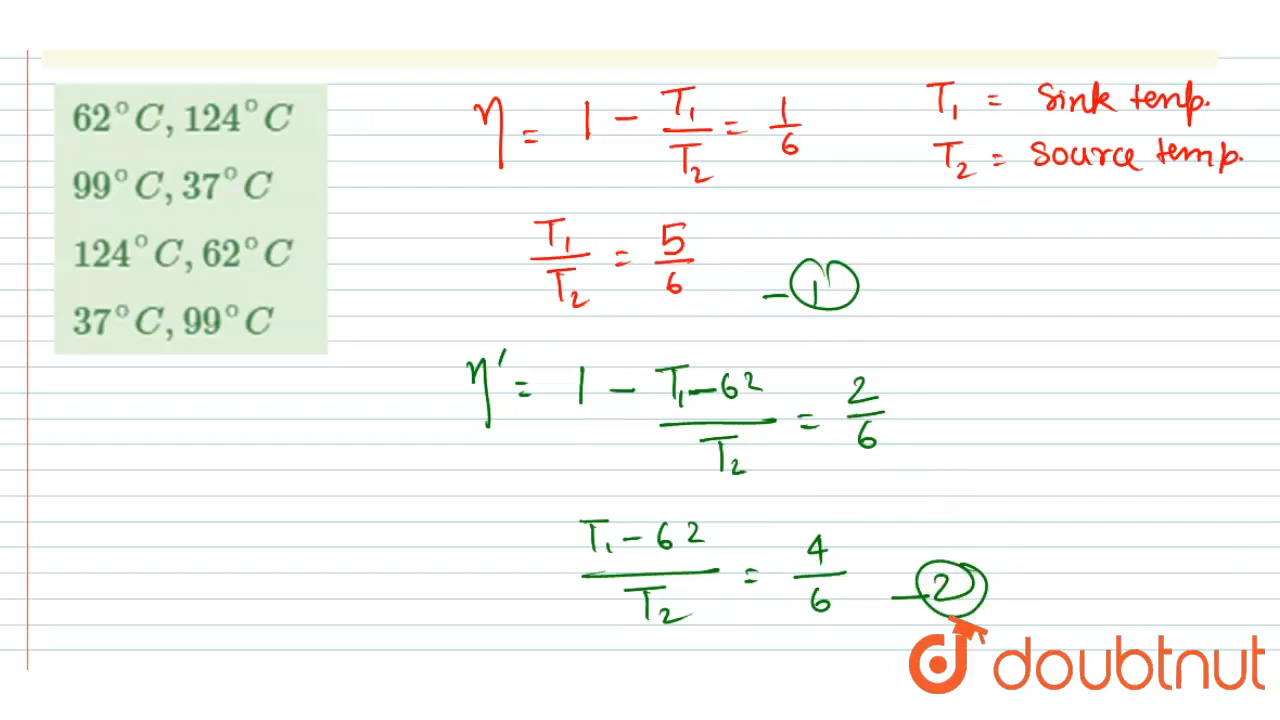 62°C, 124°C
99°C, 37°C
124°C, 62°C
37°C, 99°C
η = 1 - T₁/T₂ = 1/6
T₁ = Sink temp.
T₂ = Source temp.
T₁/T₂ = 5/6 - ①
η' = 1 - (T₁-62)/T₂ = 2/6
(T₁-62)/T₂ = 4/6 - ②
doubtnut